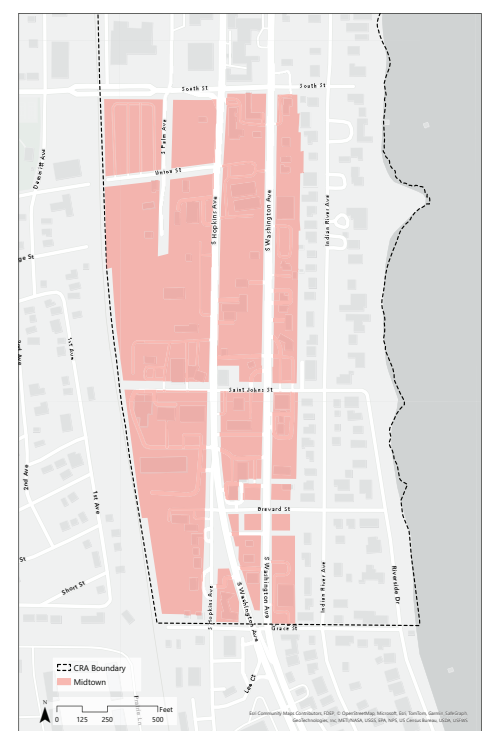 South St
South St
S Palm Ave
Union St
Dummitt Ave
S Hopkins Ave
S Washington Ave
Indian River Ave
ge St
1st Ave
Saint Johns St
2nd Ave
1st Ave
Brevard St
St
Short St
S Hopkins Ave
S Washington Ave
S Washington Ave
Indian River Ave
Riverside Dr
Grace St
Lee Ct
CRA Boundary
Midtown
N
Feet
0 125 250 500
Esri Community Maps Contributors, FDEP, © OpenStreetMap, Microsoft, Esri, TomTom, Garmin, SafeGraph,
GeoTechnologies, Inc, METI/NASA, USGS, EPA, NPS, US Census Bureau, USDA, USFWS